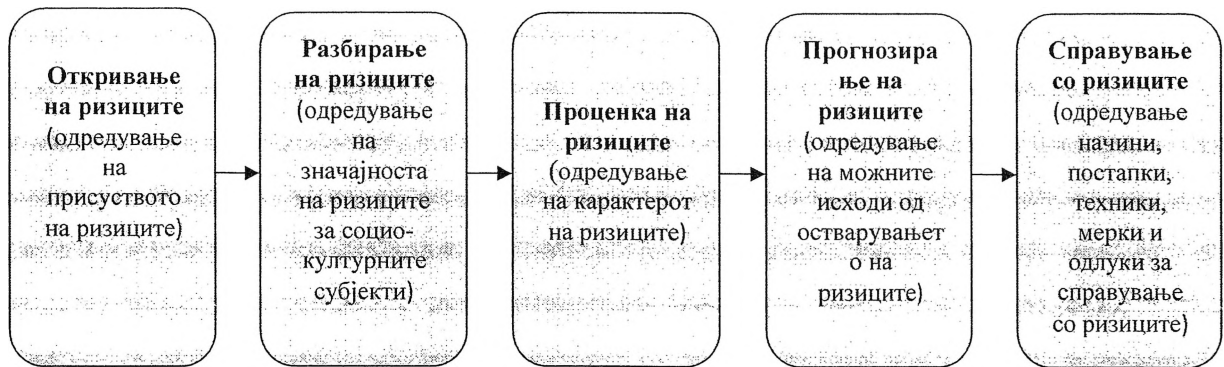 Откривање
на ризиците
(одредување
на
присуството
на ризиците)
Разбирање
на ризиците
(одредување
на
значајноста
на ризиците
за социо-
културните
субјекти)
Проценка на
ризиците
(одредување
на карактерот
на ризиците)
Прогнозира
ње на
ризиците
(одредување
на можните
исходи од
остварувањет
о на
ризиците)
Справување
со ризиците
(одредување
начини,
постапки,
техники,
мерки и
одлуки за
справување
со ризиците)